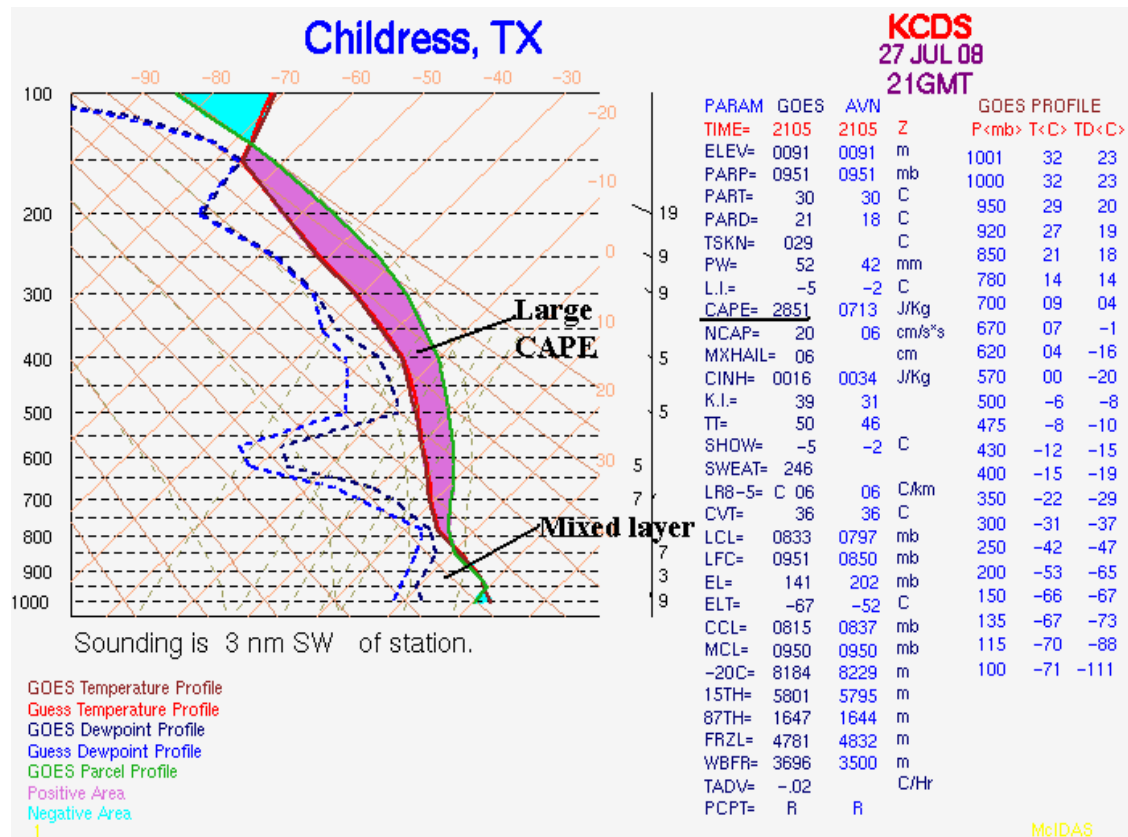 Childress, TX
KCDS
27 JUL 08
21GMT
-90 -80 -70 -60 -50 -40 -30
-20
-10
0
10
20
30
100
200
300
400
500
600
700
800
900
1000
Large
CAPE
Mixed layer
19
9
9
5
5
5
7
7
3
9
Sounding is 3 nm SW of station.
GOES Temperature Profile
Guess Temperature Profile
GOES Dewpoint Profile
Guess Dewpoint Profile
GOES Parcel Profile
Positive Area
Negative Area
1
PARAM GOES AVN
TIME= 2105 2105 Z
ELEV= 0091 0091 m
PARP= 0951 0951 mb
PART= 30 30 C
PARD= 21 18 C
TSKN= 029 C
PW= 52 42 mm
L.I.= -5 -2 C
CAPE= 2851 0713 J/Kg
NCAP= 20 06 cm/s*s
MXHAIL= 06 cm
CINH= 0016 0034 J/Kg
K.I.= 39 31
TT= 50 46
SHOW= -5 -2 C
SWEAT= 246
LR8-5= C 06 06 C/km
CVT= 36 36 C
LCL= 0833 0797 mb
LFC= 0951 0850 mb
EL= 141 202 mb
ELT= -67 -52 C
CCL= 0815 0837 mb
MCL= 0950 0950 mb
-20C= 8184 8229 m
15TH= 5801 5795 m
87TH= 1647 1644 m
FRZL= 4781 4832 m
WBFR= 3696 3500 m
TADV= -.02 C/Hr
PCPT= R R
GOES PROFILE
P<mb> T<C> TD<C>
1001 32 23
1000 32 23
950 29 20
920 27 19
850 21 18
780 14 14
700 09 04
670 07 -1
620 04 -16
570 00 -20
500 -6 -8
475 -8 -10
430 -12 -15
400 -15 -19
350 -22 -29
300 -31 -37
250 -42 -47
200 -53 -65
150 -66 -67
135 -67 -73
115 -70 -88
100 -71 -111
McIDAS